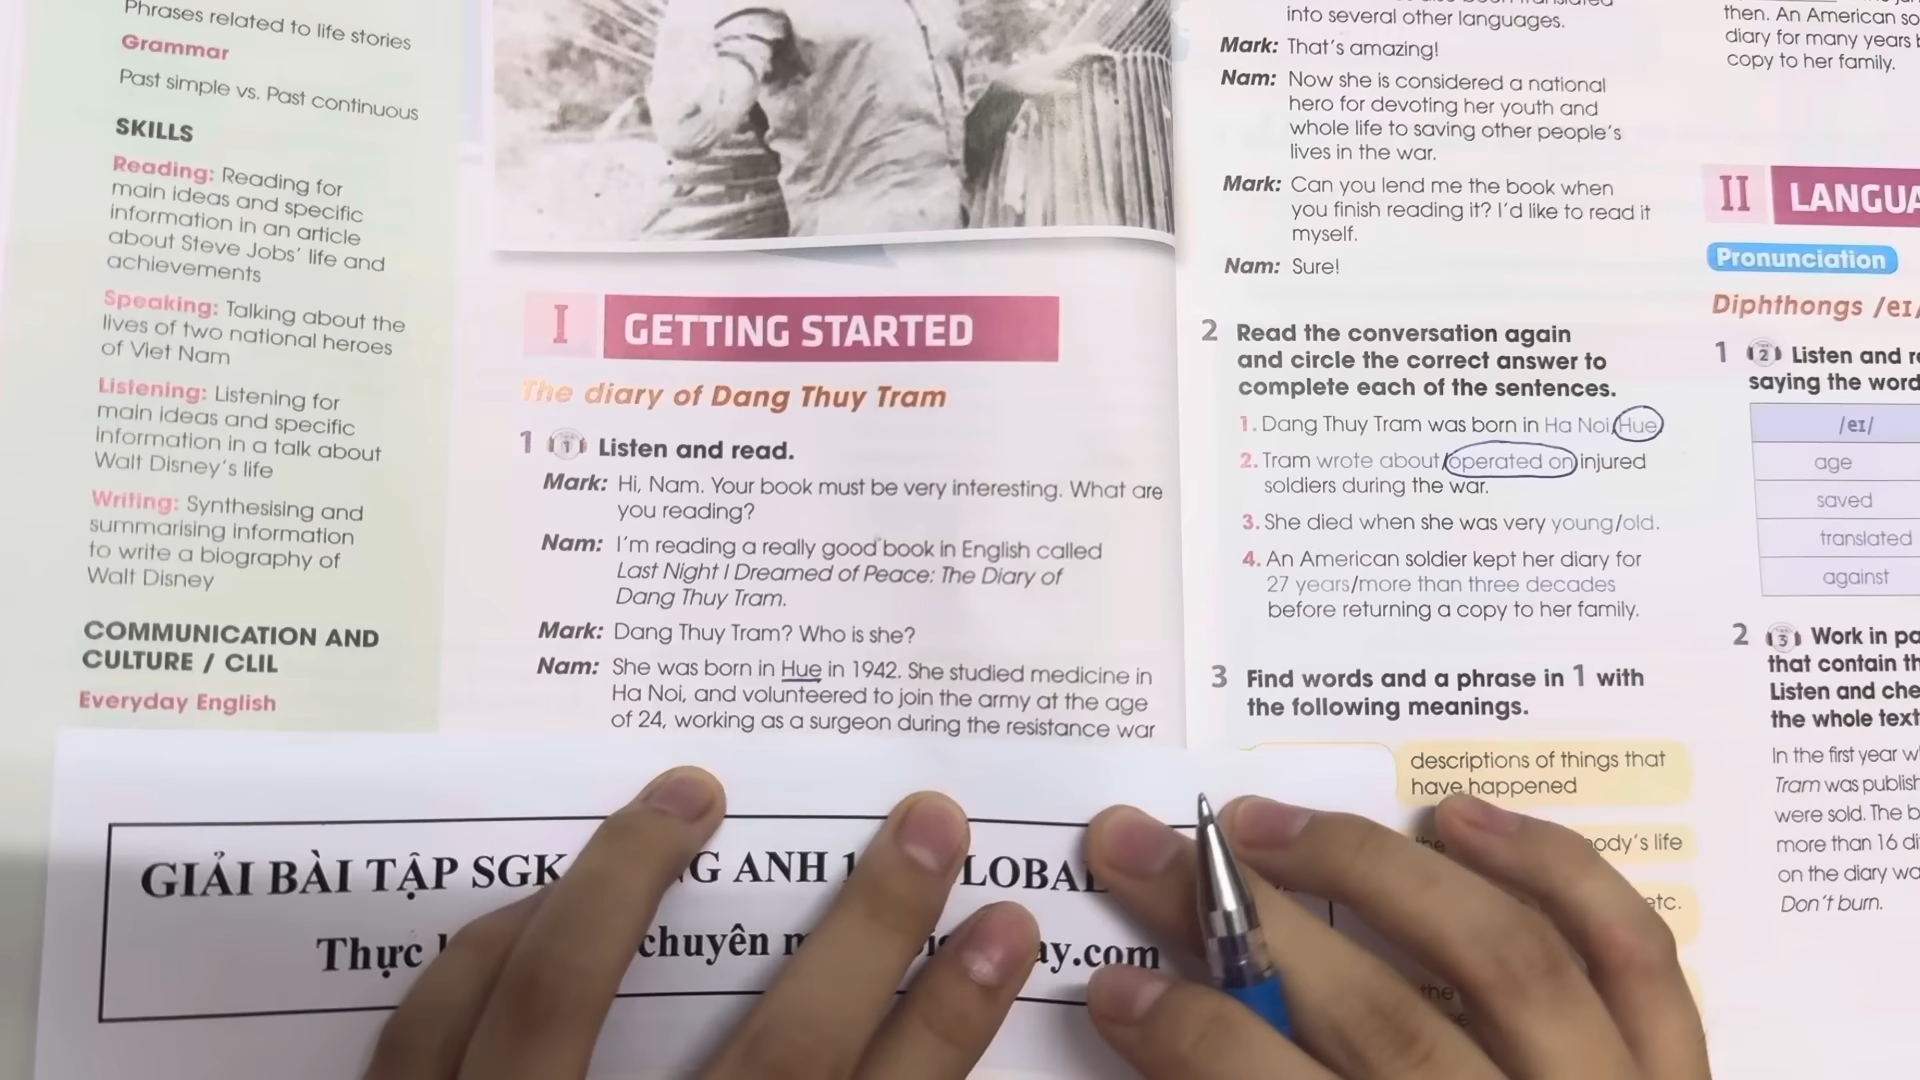 Phrases related to life stories
Grammar
Past simple vs. Past continuous
SKILLS
Reading: Reading for
main ideas and specific
information in an article
about Steve Jobs' life and
achievements
Speaking: Talking about the
lives of two national heroes
of Viet Nam
Listening: Listening for
main ideas and specific
information in a talk about
Walt Disney's life
Writing: Synthesising and
summarising information
to write a biography of
Walt Disney
COMMUNICATION AND
CULTURE / CLIL
Everyday English
I GETTING STARTED
The diary of Dang Thuy Tram
1 Listen and read.
Mark: Hi, Nam. Your book must be very interesting. What are
you reading?
Nam: I'm reading a really good book in English called
Last Night I Dreamed of Peace: The Diary of
Dang Thuy Tram.
Mark: Dang Thuy Tram? Who is she?
Nam: She was born in Hue in 1942. She studied medicine in
Ha Noi, and volunteered to join the army at the age
of 24, working as a surgeon during the resistance war
into several other languages.
Mark: That's amazing!
Nam: Now she is considered a national
hero for devoting her youth and
whole life to saving other people's
lives in the war.
Mark: Can you lend me the book when
you finish reading it? I'd like to read it
myself.
Nam: Sure!
2 Read the conversation again
and circle the correct answer to
complete each of the sentences.
1. Dang Thuy Tram was born in Ha Noi/Hue.
2. Tram wrote about/operated on injured
soldiers during the war.
3. She died when she was very young/old.
4. An American soldier kept her diary for
27 years/more than three decades
before returning a copy to her family.
3 Find words and a phrase in 1 with
the following meanings.
descriptions of things that
have happened
the
body's life
etc.
the
then. An American so
diary for many years
copy to her family.
II LANGUA
Pronunciation
Diphthongs /eɪ/
1 2 Listen and re
saying the word
/eɪ/
age
saved
translated
against
2 3 Work in pa
that contain th
Listen and che
the whole text
In the first year w
Tram was publish
were sold. The b
more than 16 di
on the diary wa
Don't burn.
GIẢI BÀI TẬP SGK G ANH 1 LOBAL
Thực chuyên ay.com